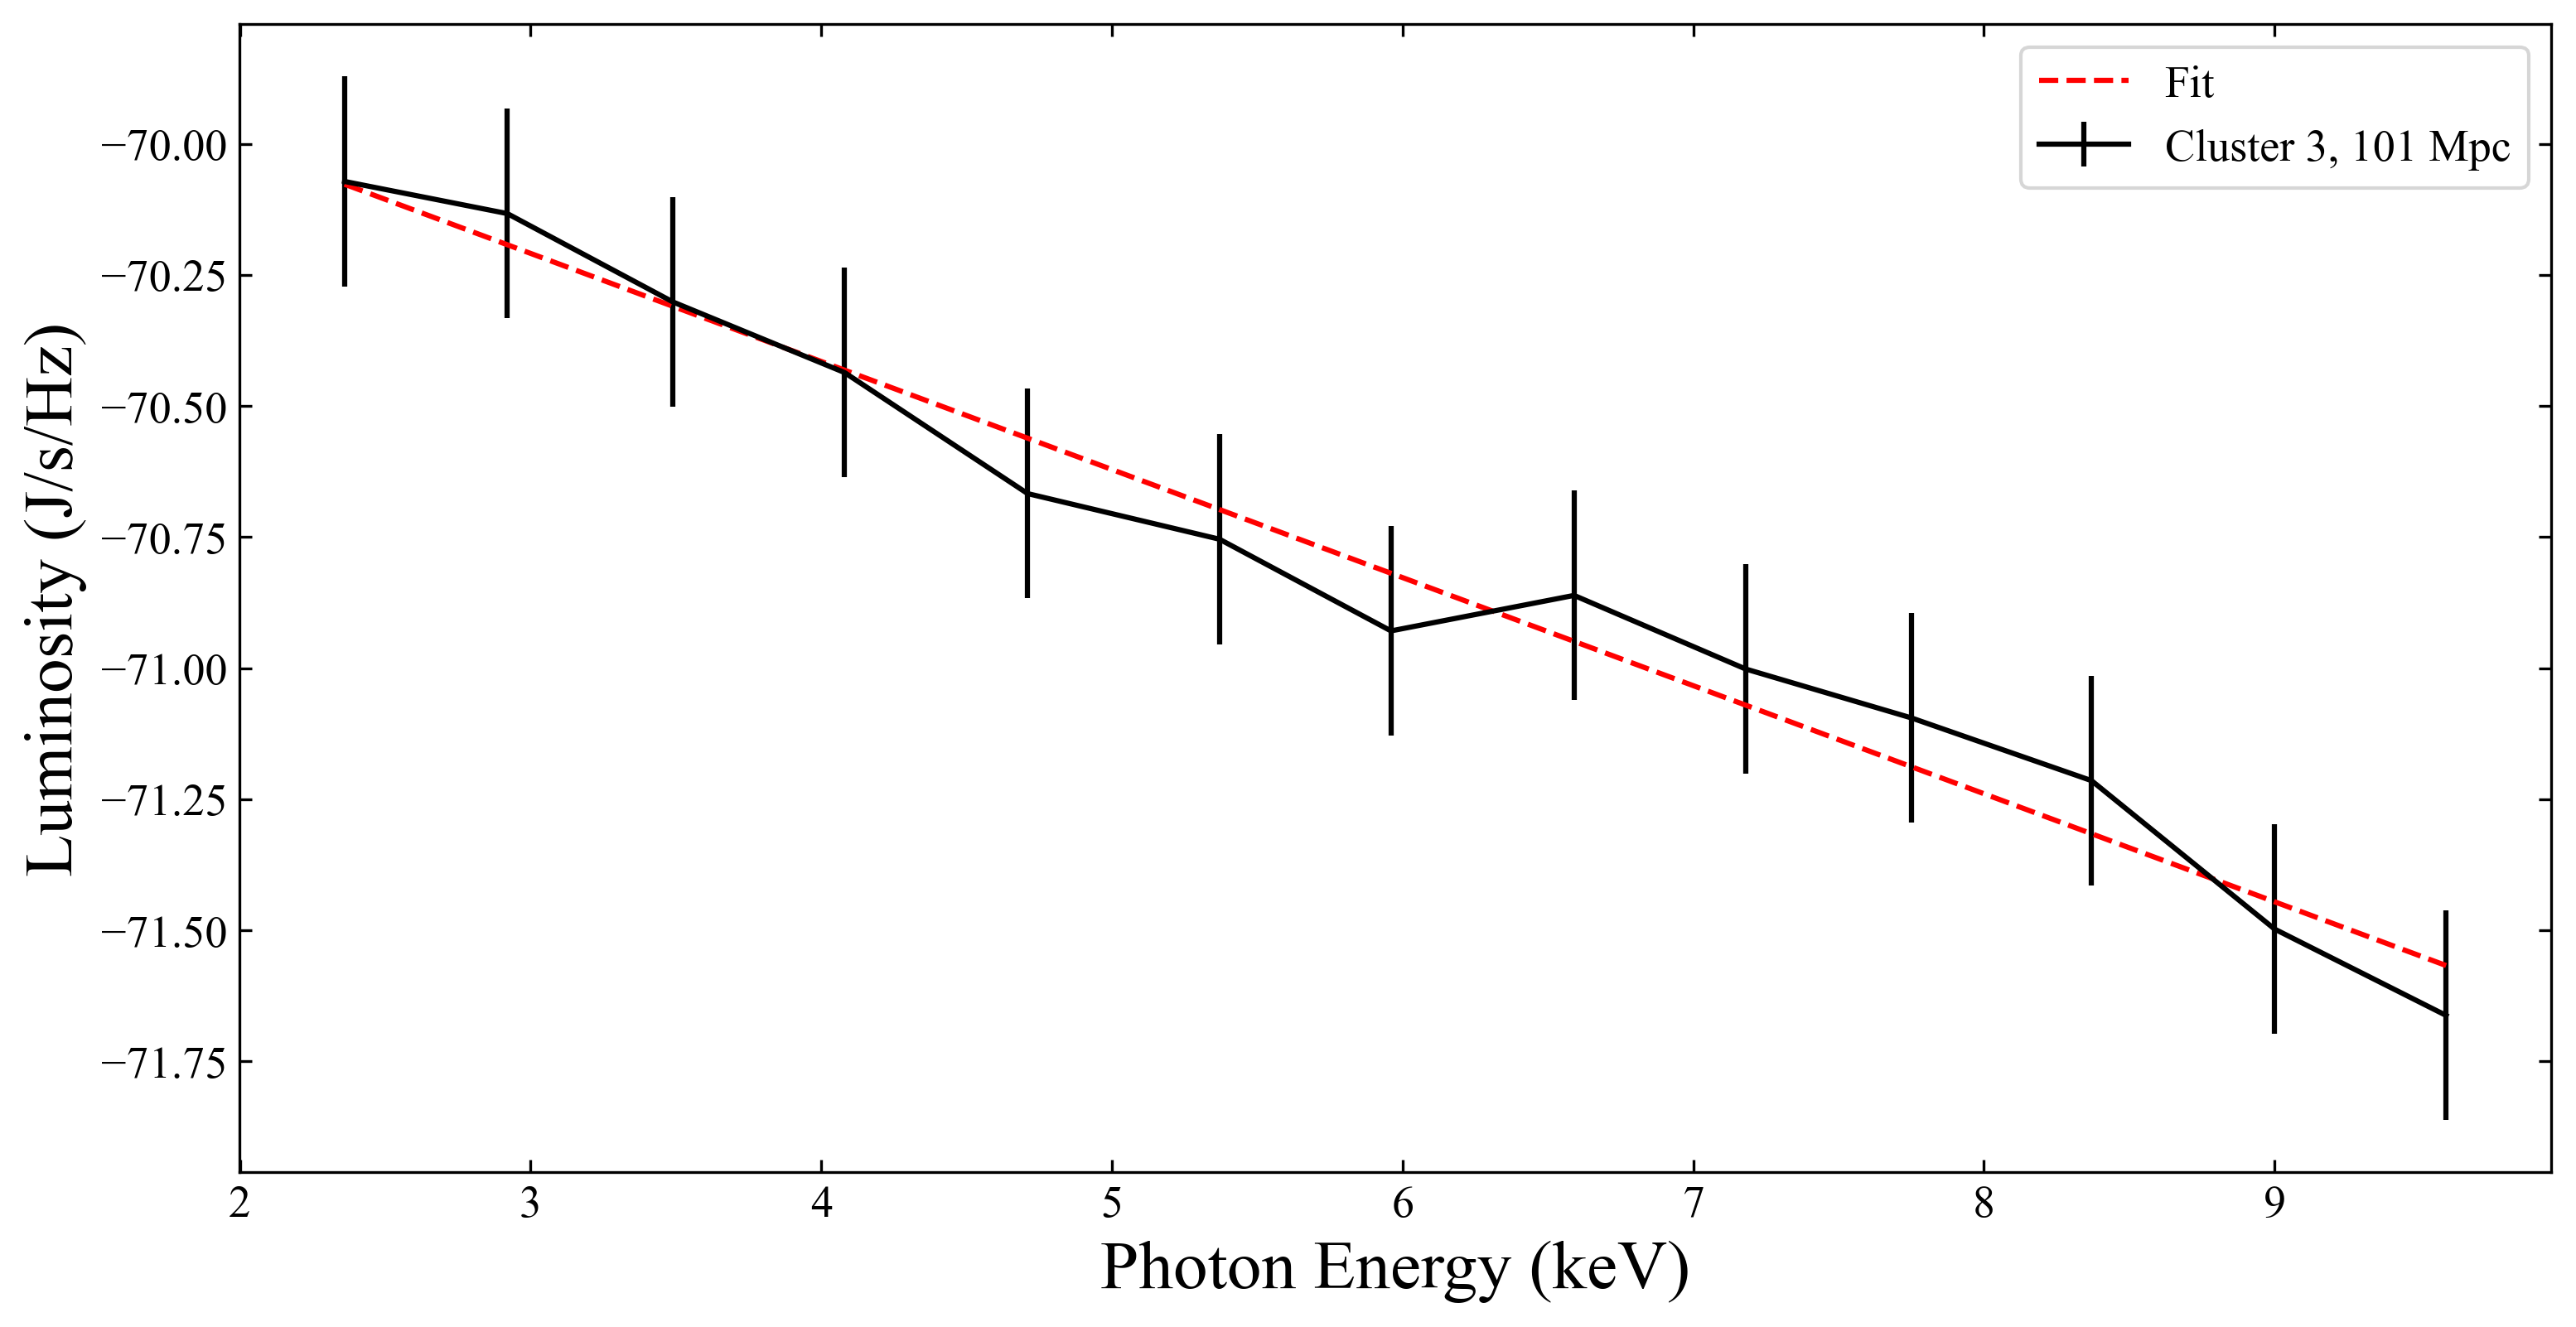 Fit
Cluster 3, 101 Mpc
−70.00
−70.25
−70.50
−70.75
−71.00
−71.25
−71.50
−71.75
Luminosity (J/s/Hz)
2 3 4 5 6 7 8 9
Photon Energy (keV)